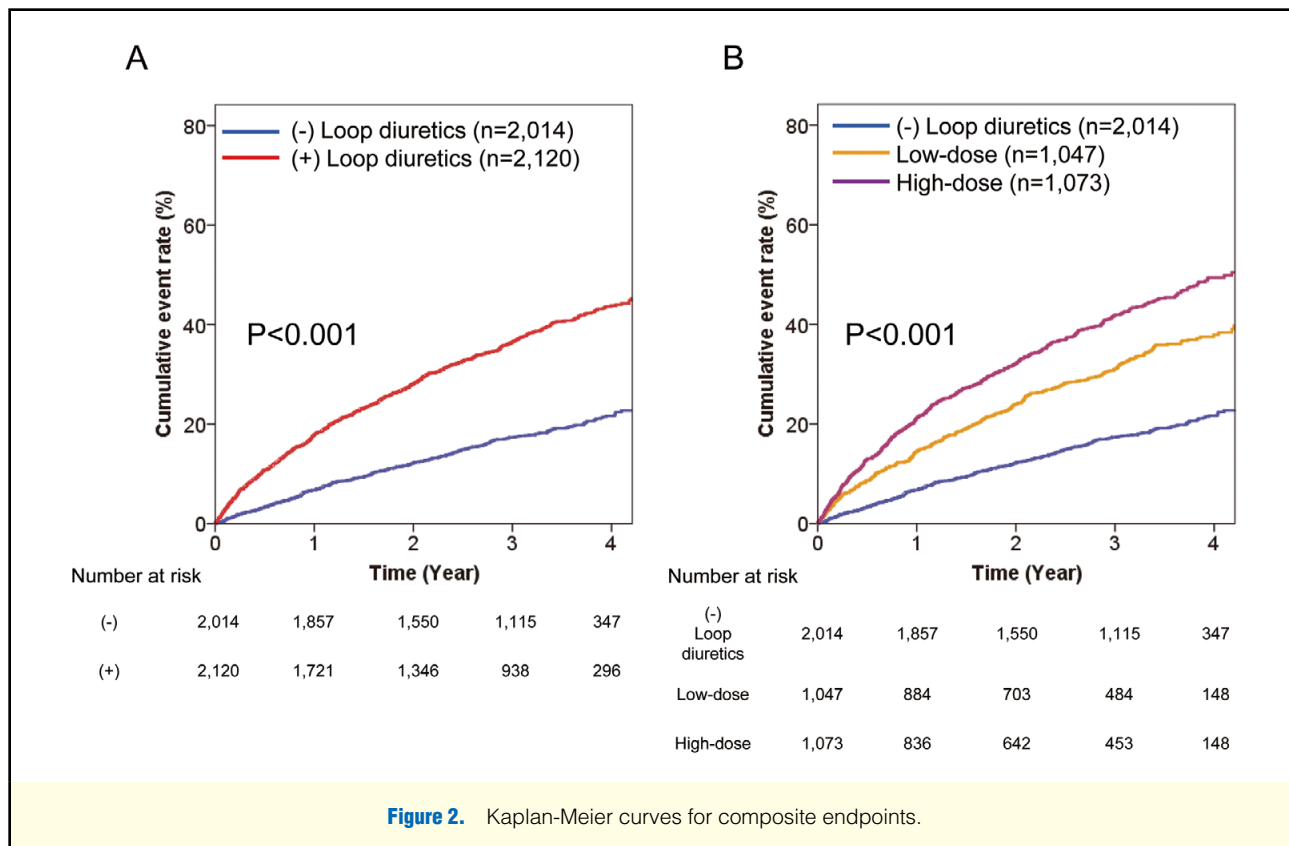 A
(-) Loop diuretics (n=2,014)
(+) Loop diuretics (n=2,120)
Cumulative event rate (%)
80
60
40
20
0
P<0.001
0 1 2 3 4
Time (Year)
Number at risk
(-) 2,014 1,857 1,550 1,115 347
(+) 2,120 1,721 1,346 938 296
B
(-) Loop diuretics (n=2,014)
Low-dose (n=1,047)
High-dose (n=1,073)
Cumulative event rate (%)
80
60
40
20
0
P<0.001
0 1 2 3 4
Time (Year)
Number at risk
(-)
Loop 2,014 1,857 1,550 1,115 347
diuretics
Low-dose 1,047 884 703 484 148
High-dose 1,073 836 642 453 148
Figure 2. Kaplan-Meier curves for composite endpoints.